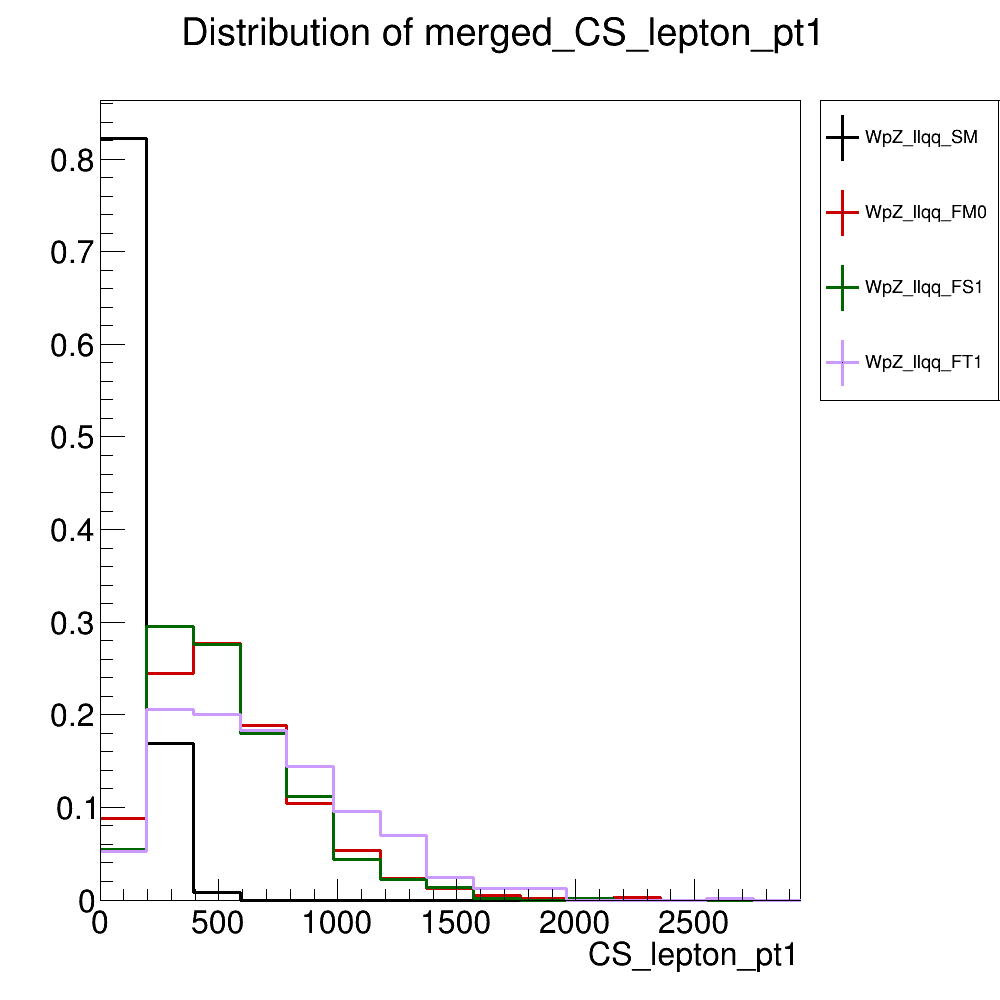 Distribution of merged_CS_lepton_pt1
0.8
0.7
0.6
0.5
0.4
0.3
0.2
0.1
0
0 500 1000 1500 2000 2500
CS_lepton_pt1
WpZ_llqq_SM
WpZ_llqq_FM0
WpZ_llqq_FS1
WpZ_llqq_FT1